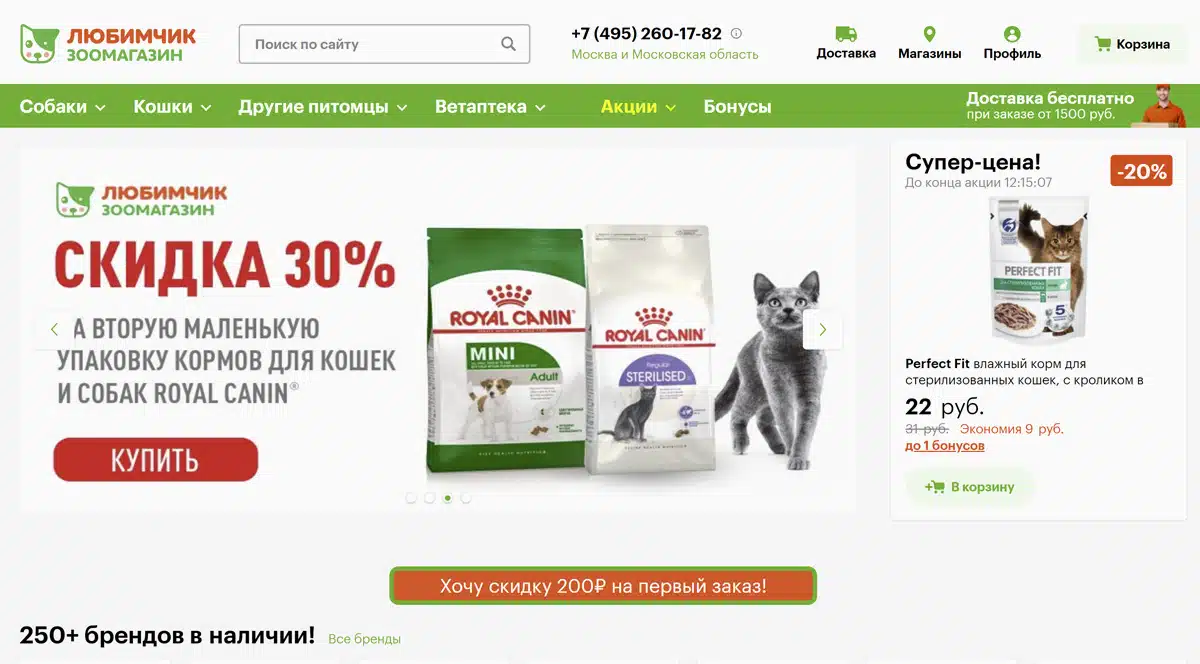 ЛЮБИМЧИК
ЗООМАГАЗИН
Поиск по сайту
+7 (495) 260-17-82
Москва и Московская область
Доставка
Магазины
Профиль
Корзина
Собаки
Кошки
Другие питомцы
Ветаптека
Акции
Бонусы
Доставка бесплатно
при заказе от 1500 руб.
ЛЮБИМЧИК
ЗООМАГАЗИН
СКИДКА 30%
А ВТОРУЮ МАЛЕНЬКУЮ
УПАКОВКУ КОРМОВ ДЛЯ КОШЕК
И СОБАК ROYAL CANIN®
КУПИТЬ
ROYAL CANIN
MINI
Adult
ROYAL CANIN
Regular
STERILISED
Супер-цена!
-20%
До конца акции 12:15:07
PERFECT FIT
5
Perfect Fit влажный корм для
стерилизованных кошек, с кроликом в
22 руб.
31 руб. Экономия 9 руб.
до 1 бонусов
В корзину
Хочу скидку 200₽ на первый заказ!
250+ брендов в наличии! Все бренды